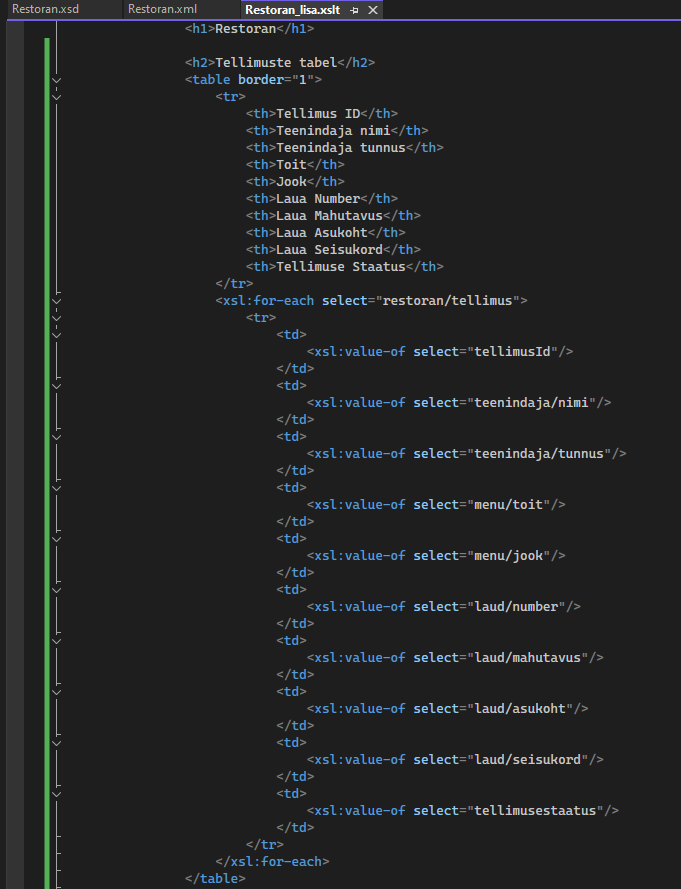 Restoran.xsd Restoran.xml Restoran_lisa.xslt
<h1>Restoran</h1>
<h2>Tellimuste tabel</h2>
<table border="1">
<tr>
<th>Tellimus ID</th>
<th>Teenindaja nimi</th>
<th>Teenindaja tunnus</th>
<th>Toit</th>
<th>Jook</th>
<th>Laua Number</th>
<th>Laua Mahutavus</th>
<th>Laua Asukoht</th>
<th>Laua Seisukord</th>
<th>Tellimuse Staatus</th>
</tr>
<xsl:for-each select="restoran/tellimus">
<tr>
<td>
<xsl:value-of select="tellimusId"/>
</td>
<td>
<xsl:value-of select="teenindaja/nimi"/>
</td>
<td>
<xsl:value-of select="teenindaja/tunnus"/>
</td>
<td>
<xsl:value-of select="menu/toit"/>
</td>
<td>
<xsl:value-of select="menu/jook"/>
</td>
<td>
<xsl:value-of select="laud/number"/>
</td>
<td>
<xsl:value-of select="laud/mahutavus"/>
</td>
<td>
<xsl:value-of select="laud/asukoht"/>
</td>
<td>
<xsl:value-of select="laud/seisukord"/>
</td>
<td>
<xsl:value-of select="tellimusestaatus"/>
</td>
</tr>
</xsl:for-each>
</table>